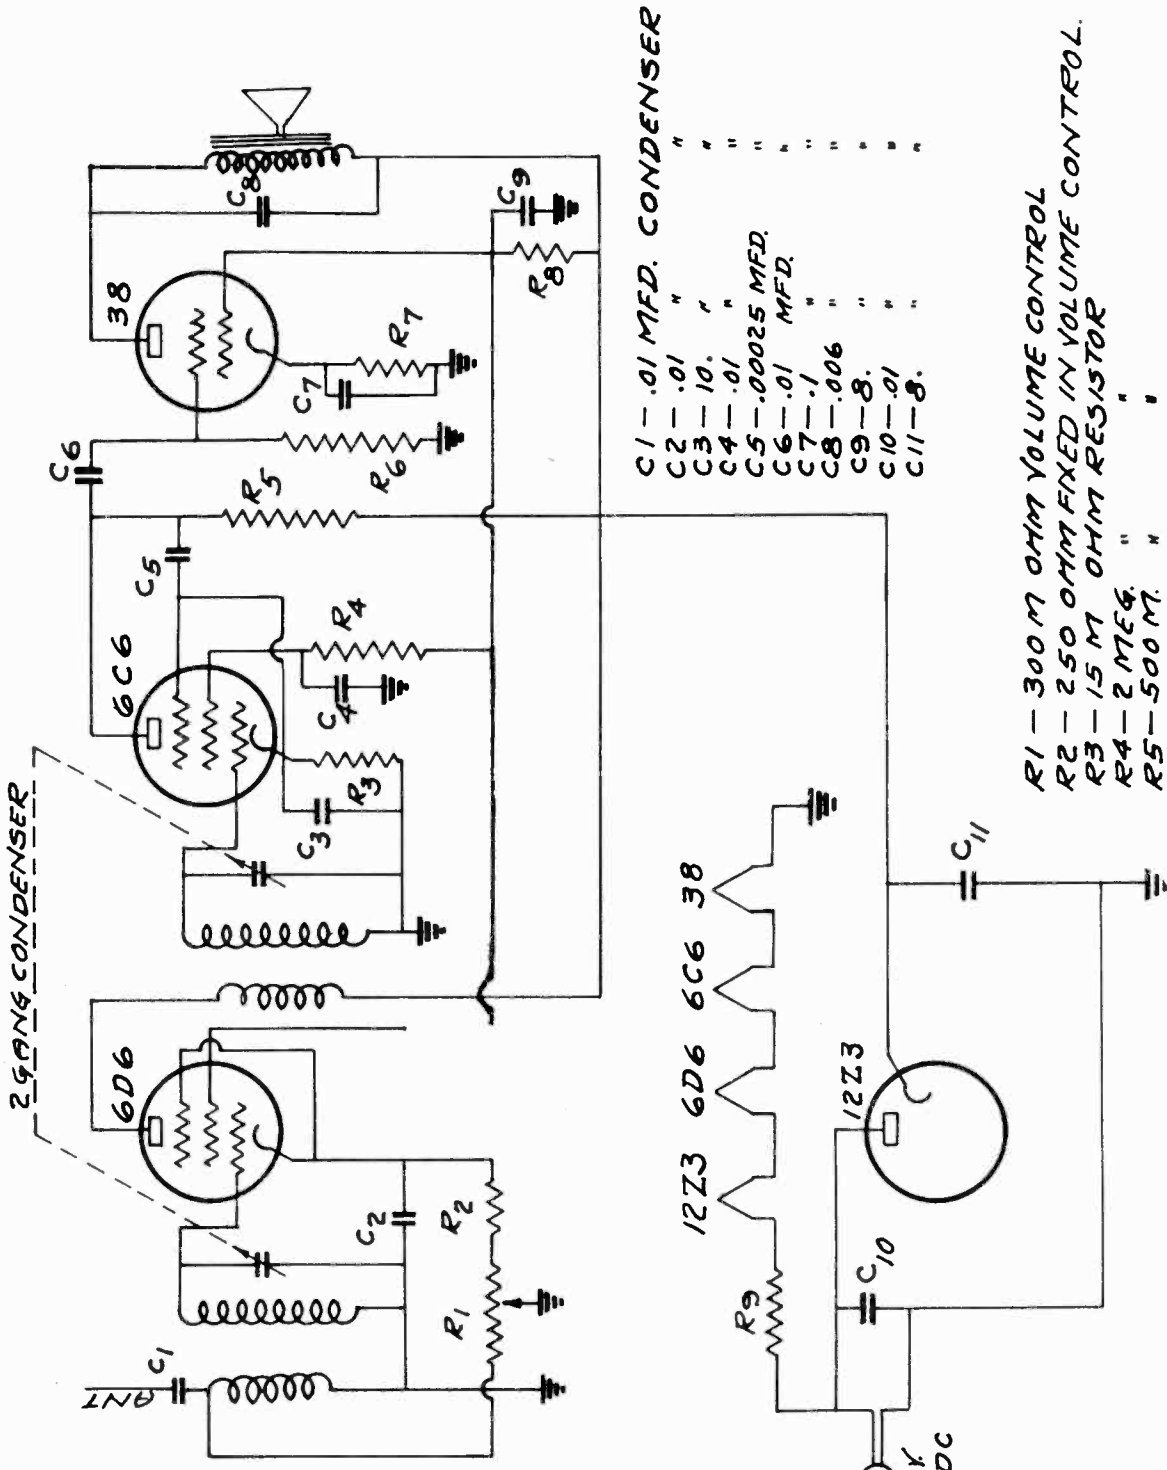 2 GANG CONDENSER
ANT
C1
6D6
C2
R1
R2
6C6
C3
R3
C4
R4
C5
R5
C6
R6
38
C7
R7
C8
R8
C9
C1—.01 MFD. CONDENSER
C2—.01 " "
C3—10. " "
C4—.01 " "
C5—.00025 MFD. "
C6—.01 MFD. "
C7—.1 " "
C8—.006 " "
C9—8. " "
C10—.01 " "
C11—8. " "
R9
12Z3 6D6 6C6 38
12Z3
C10
C11
V.
DC
R1—300 M OHM VOLUME CONTROL
R2—250 OHM FIXED IN VOLUME CONTROL.
R3—15 M OHM RESISTOR
R4—2 MEG. " "
R5—500 M. " "